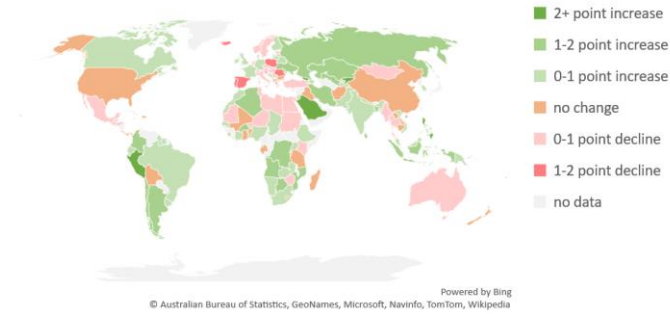 2+ point increase
1-2 point increase
0-1 point increase
no change
0-1 point decline
1-2 point decline
no data
Powered by Bing
© Australian Bureau of Statistics, GeoNames, Microsoft, Navinfo, TomTom, Wikipedia